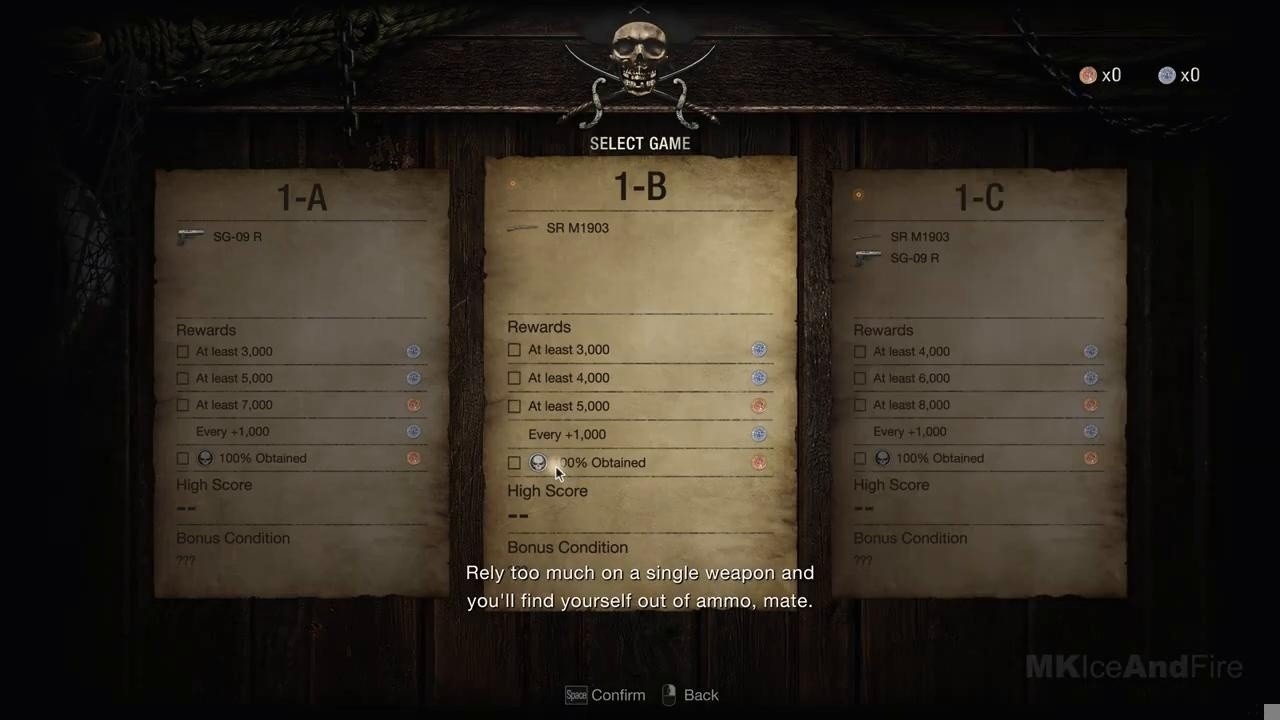 x0
x0
SELECT GAME
1-A
SG-09 R
Rewards
At least 3,000
At least 5,000
At least 7,000
Every +1,000
100% Obtained
High Score
--
Bonus Condition
???
1-B
SR M1903
Rewards
At least 3,000
At least 4,000
At least 5,000
Every +1,000
00% Obtained
High Score
--
Bonus Condition
1-C
SR M1903
SG-09 R
Rewards
At least 4,000
At least 6,000
At least 8,000
Every +1,000
100% Obtained
High Score
--
Bonus Condition
???
Rely too much on a single weapon and
you'll find yourself out of ammo, mate.
MKIceAndFire
Space Confirm Back